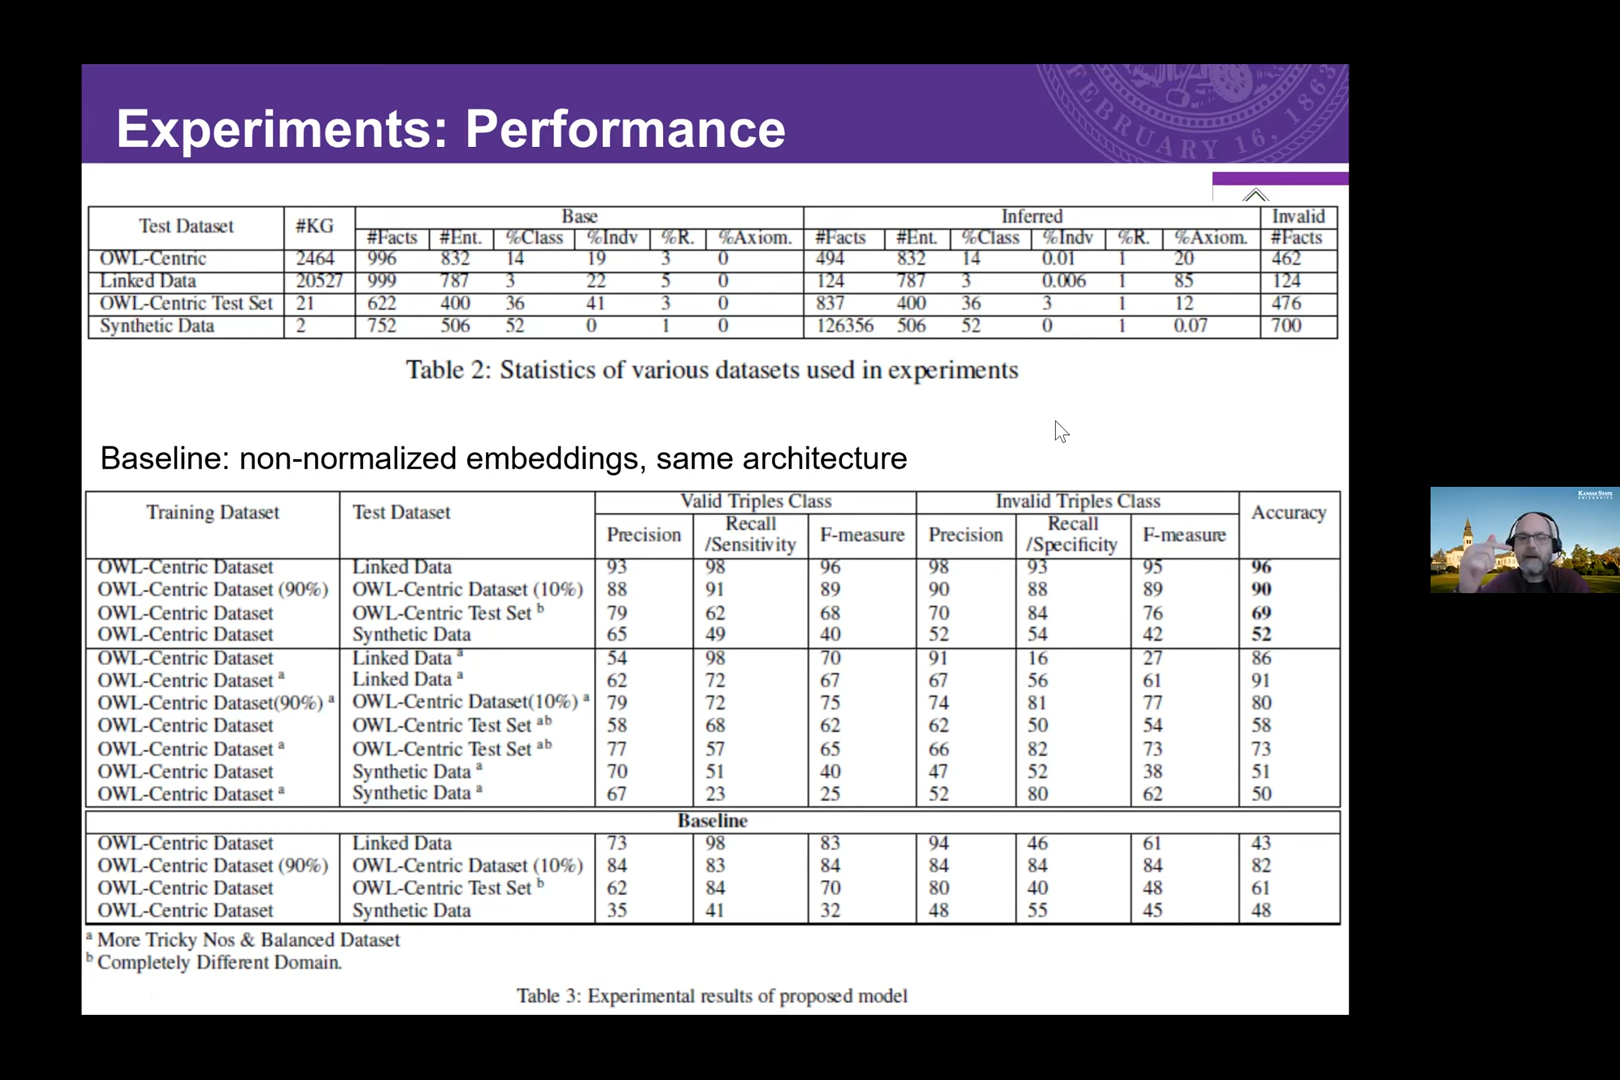 Experiments: Performance
FEBRUARY 16, 1863
Test Dataset #KG Base Inferred Invalid
#Facts #Ent. %Class %Indv %R. %Axiom. #Facts #Ent. %Class %Indv %R. %Axiom. #Facts
OWL-Centric 2464 996 832 14 19 3 0 494 832 14 0.01 1 20 462
Linked Data 20527 999 787 3 22 5 0 124 787 3 0.006 1 85 124
OWL-Centric Test Set 21 622 400 36 41 3 0 837 400 36 3 1 12 476
Synthetic Data 2 752 506 52 0 1 0 126356 506 52 0 1 0.07 700
Table 2: Statistics of various datasets used in experiments
Baseline: non-normalized embeddings, same architecture
Training Dataset Test Dataset Valid Triples Class Invalid Triples Class Accuracy
Precision Recall /Sensitivity F-measure Precision Recall /Specificity F-measure
OWL-Centric Dataset Linked Data 93 98 96 98 93 95 96
OWL-Centric Dataset (90%) OWL-Centric Dataset (10%) 88 91 89 90 88 89 90
OWL-Centric Dataset OWL-Centric Test Set b 79 62 68 70 84 76 69
OWL-Centric Dataset Synthetic Data 65 49 40 52 54 42 52
OWL-Centric Dataset Linked Data a 54 98 70 91 16 27 86
OWL-Centric Dataset a Linked Data a 62 72 67 67 56 61 91
OWL-Centric Dataset(90%) a OWL-Centric Dataset(10%) a 79 72 75 74 81 77 80
OWL-Centric Dataset OWL-Centric Test Set ab 58 68 62 62 50 54 58
OWL-Centric Dataset a OWL-Centric Test Set ab 77 57 65 66 82 73 73
OWL-Centric Dataset Synthetic Data a 70 51 40 47 52 38 51
OWL-Centric Dataset a Synthetic Data a 67 23 25 52 80 62 50
Baseline
OWL-Centric Dataset Linked Data 73 98 83 94 46 61 43
OWL-Centric Dataset (90%) OWL-Centric Dataset (10%) 84 83 84 84 84 84 82
OWL-Centric Dataset OWL-Centric Test Set b 62 84 70 80 40 48 61
OWL-Centric Dataset Synthetic Data 35 41 32 48 55 45 48
a More Tricky Nos & Balanced Dataset
b Completely Different Domain.
Table 3: Experimental results of proposed model
KANSAS STATE
UNIVERSITY